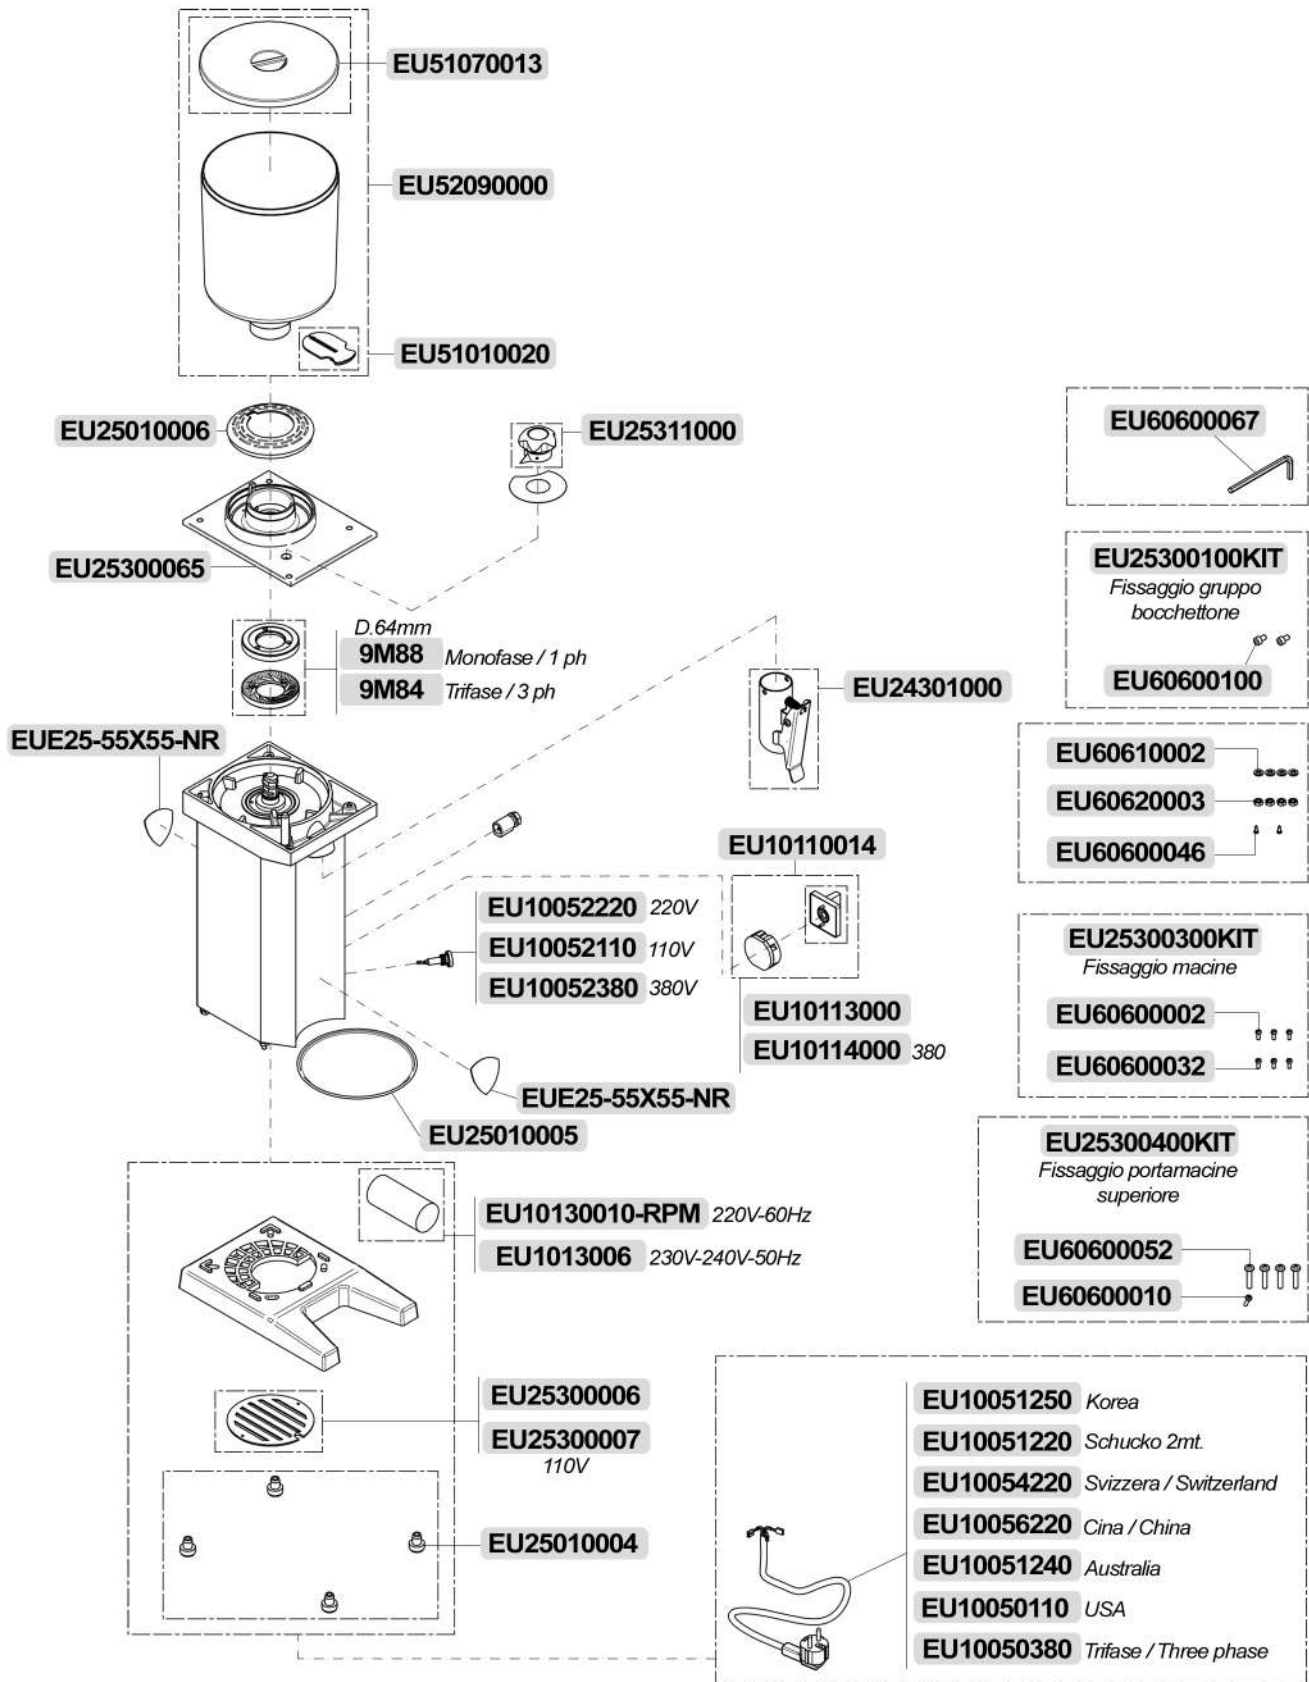 EU51070013
EU52090000
EU51010020
EU25010006
EU25311000
EU60600067
EU25300065
EU25300100KIT
Fissaggio gruppo
bocchettone
EU60600100
D.64mm
9M88 Monofase / 1 ph
9M84 Trifase / 3 ph
EU24301000
EUE25-55X55-NR
EU60610002
EU60620003
EU60600046
EU10110014
EU10052220 220V
EU10052110 110V
EU10052380 380V
EU25300300KIT
Fissaggio macine
EU60600002
EU60600032
EU10113000
EU10114000 380
EUE25-55X55-NR
EU25010005
EU25300400KIT
Fissaggio portamacine
superiore
EU60600052
EU60600010
EU10130010-RPM 220V-60Hz
EU1013006 230V-240V-50Hz
EU25300006
EU25300007
110V
EU25010004
EU10051250 Korea
EU10051220 Schucko 2mt.
EU10054220 Svizzera / Switzerland
EU10056220 Cina / China
EU10051240 Australia
EU10050110 USA
EU10050380 Trifase / Three phase